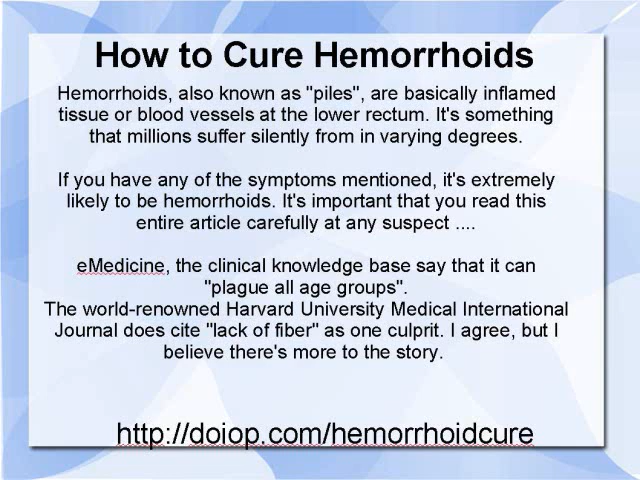 How to Cure Hemorrhoids
Hemorrhoids, also known as "piles", are basically inflamed
tissue or blood vessels at the lower rectum. It's something
that millions suffer silently from in varying degrees.
If you have any of the symptoms mentioned, it's extremely
likely to be hemorrhoids. It's important that you read this
entire article carefully at any suspect ....
eMedicine, the clinical knowledge base say that it can
"plague all age groups".
The world-renowned Harvard University Medical International
Journal does cite "lack of fiber" as one culprit. I agree, but I
believe there's more to the story.
http://doiop.com/hemorrhoidcure